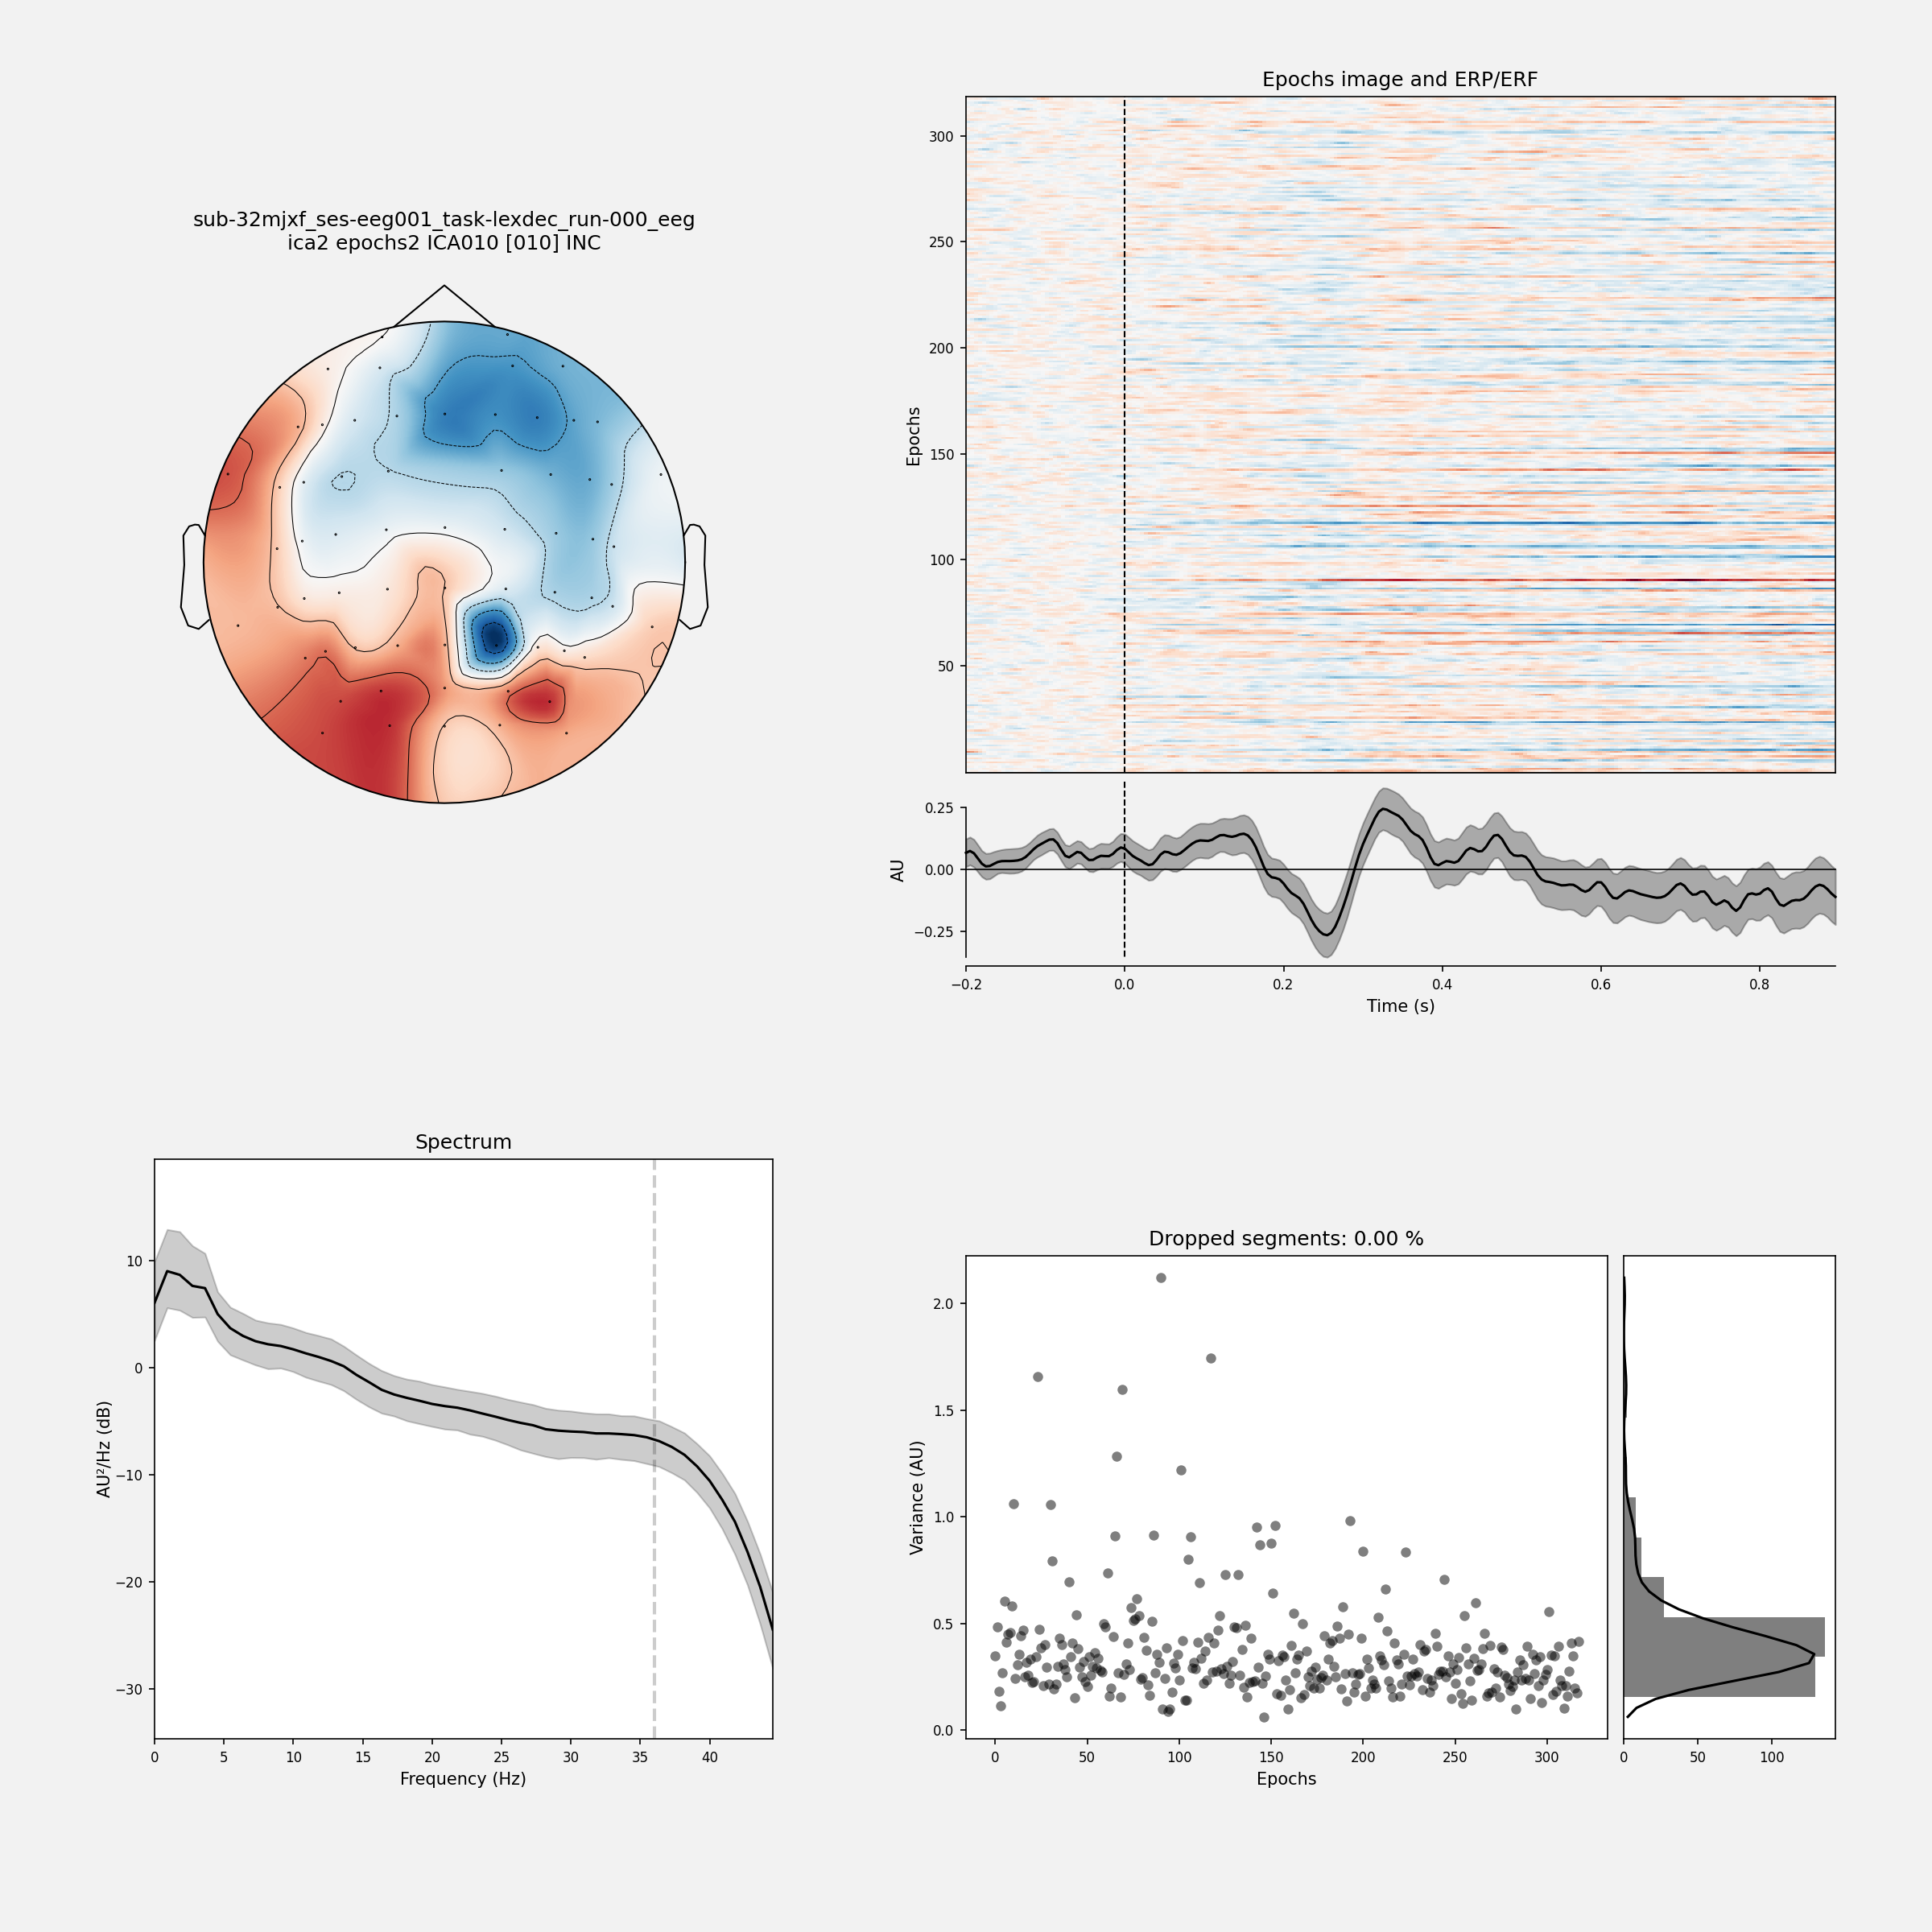 sub-32mjxf_ses-eeg001_task-lexdec_run-000_eeg
ica2 epochs2 ICA010 [010] INC
Epochs image and ERP/ERF
Epochs
300
250
200
150
100
50
AU
0.25
0.00
−0.25
−0.2 0.0 0.2 0.4 0.6 0.8
Time (s)
Spectrum
AU²/Hz (dB)
10
0
−10
−20
−30
0 5 10 15 20 25 30 35 40
Frequency (Hz)
Dropped segments: 0.00 %
Variance (AU)
2.0
1.5
1.0
0.5
0.0
0 50 100 150 200 250 300
Epochs
0 50 100